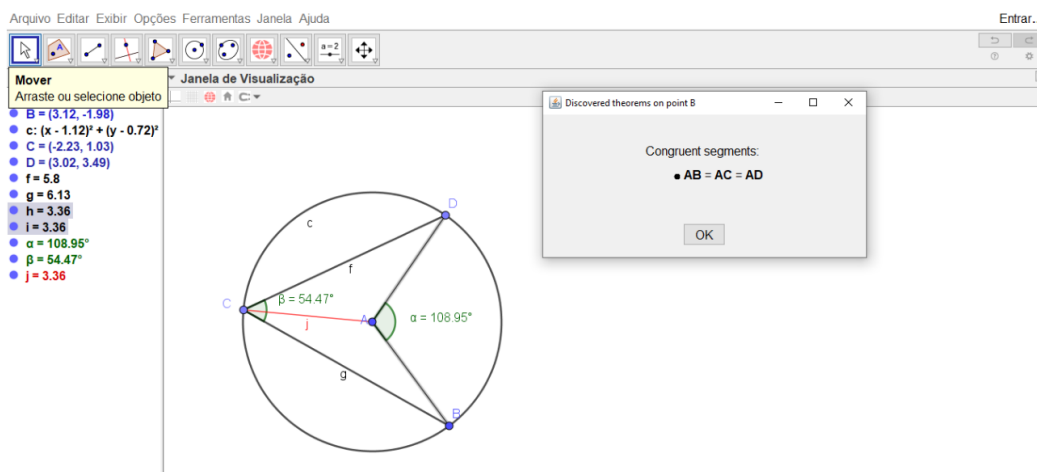 Arquivo Editar Exibir Opções Ferramentas Janela Ajuda
Entrar...
A
a=2
Mover
Arraste ou selecione objeto
Janela de Visualização
B = (3.12, -1.98)
c: (x - 1.12)² + (y - 0.72)²
C = (-2.23, 1.03)
D = (3.02, 3.49)
f = 5.8
g = 6.13
h = 3.36
i = 3.36
α = 108.95°
β = 54.47°
j = 3.36
Discovered theorems on point B
Congruent segments:
● AB = AC = AD
OK
D
c
f
C
β = 54.47°
j
A
α = 108.95°
g
B